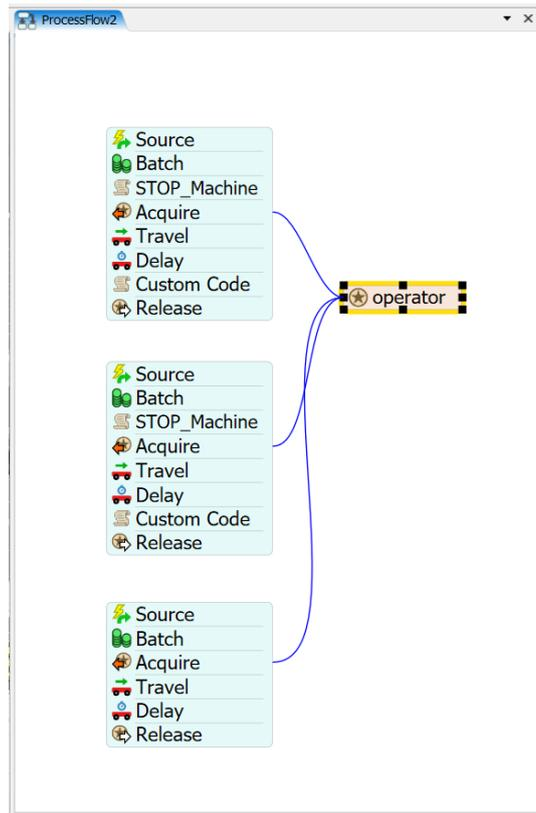 ProcessFlow2
Source
Batch
STOP_Machine
Acquire
Travel
Delay
Custom Code
Release
operator
Source
Batch
STOP_Machine
Acquire
Travel
Delay
Custom Code
Release
Source
Batch
Acquire
Travel
Delay
Release